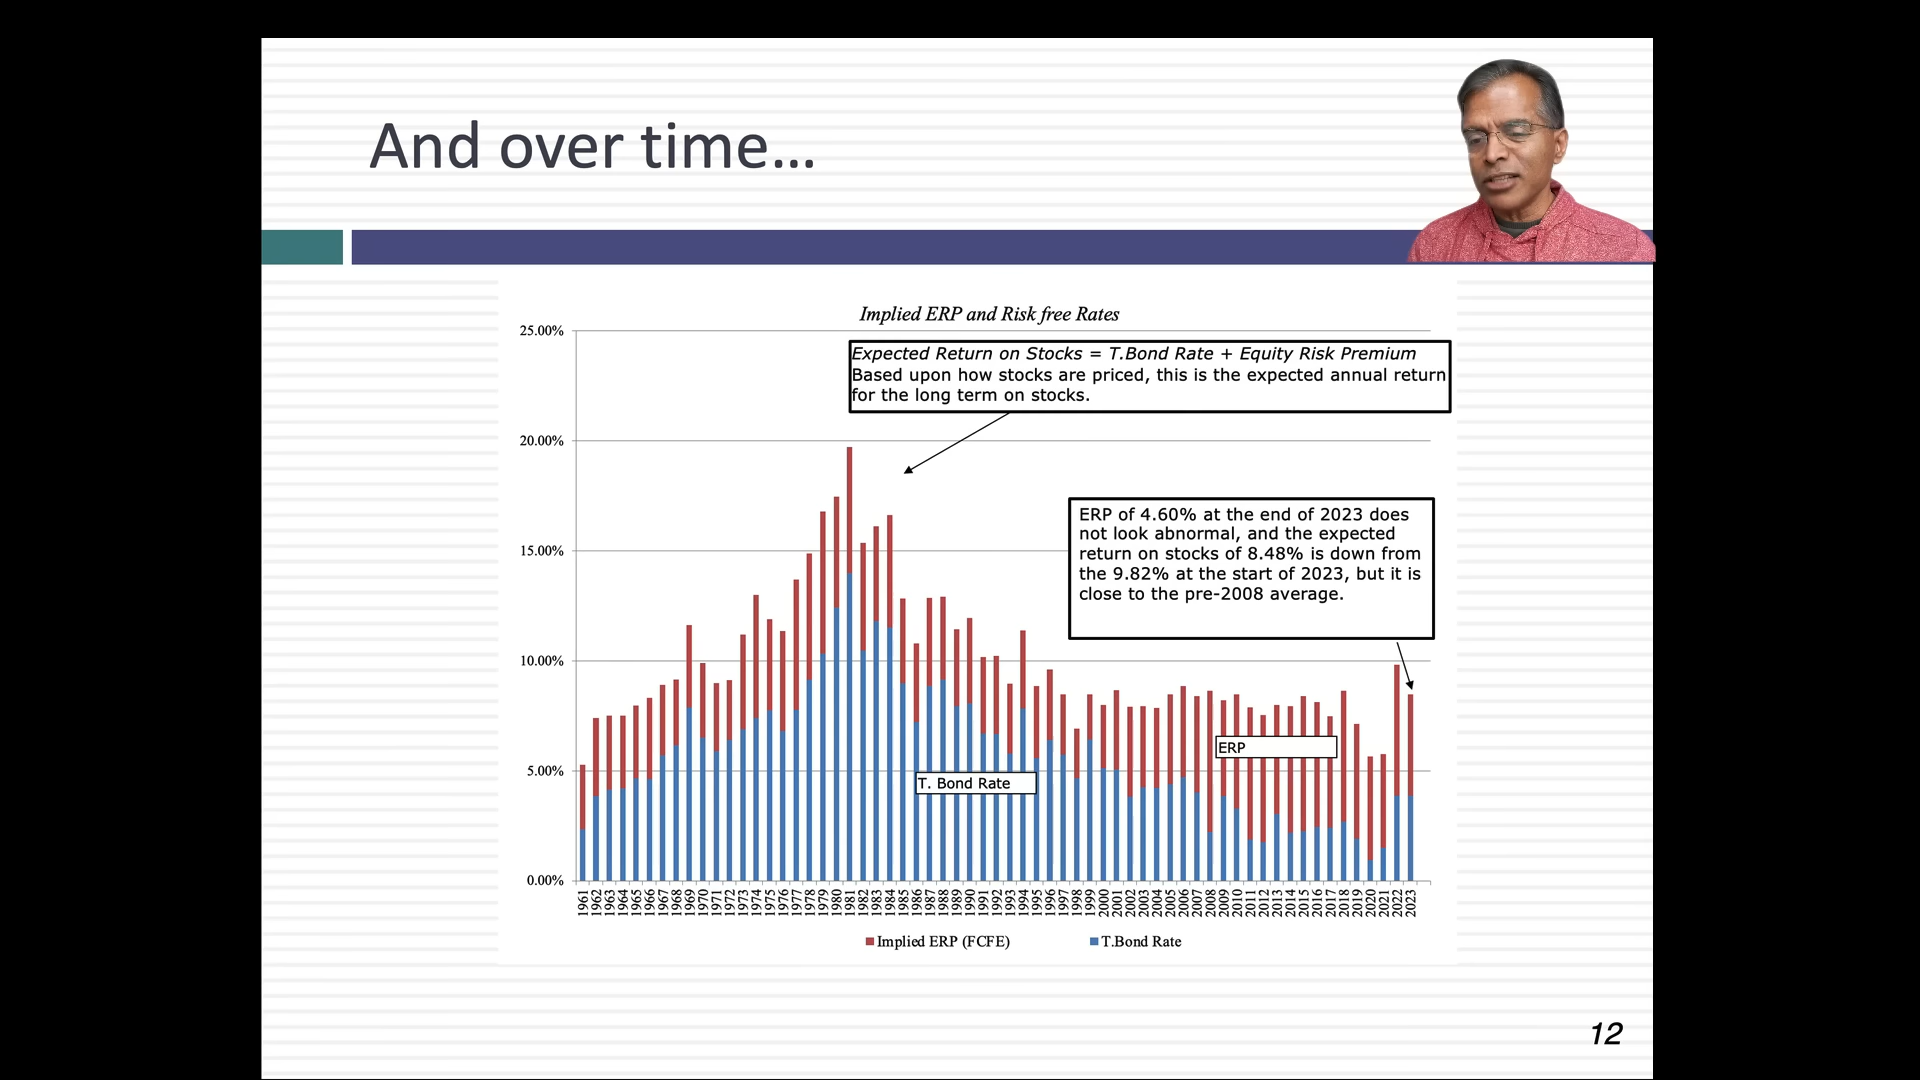 And over time…
Implied ERP and Risk free Rates
25.00%
Expected Return on Stocks = T.Bond Rate + Equity Risk Premium
Based upon how stocks are priced, this is the expected annual return
for the long term on stocks.
20.00%
ERP of 4.60% at the end of 2023 does
not look abnormal, and the expected
return on stocks of 8.48% is down from
the 9.82% at the start of 2023, but it is
close to the pre-2008 average.
15.00%
10.00%
ERP
5.00%
T. Bond Rate
0.00%
1961 1962 1963 1964 1965 1966 1967 1968 1969 1970 1971 1972 1973 1974 1975 1976 1977 1978 1979 1980 1981 1982 1983 1984 1985 1986 1987 1988 1989 1990 1991 1992 1993 1994 1995 1996 1997 1998 1999 2000 2001 2002 2003 2004 2005 2006 2007 2008 2009 2010 2011 2012 2013 2014 2015 2016 2017 2018 2019 2020 2021 2022 2023
Implied ERP (FCFE) T.Bond Rate
12